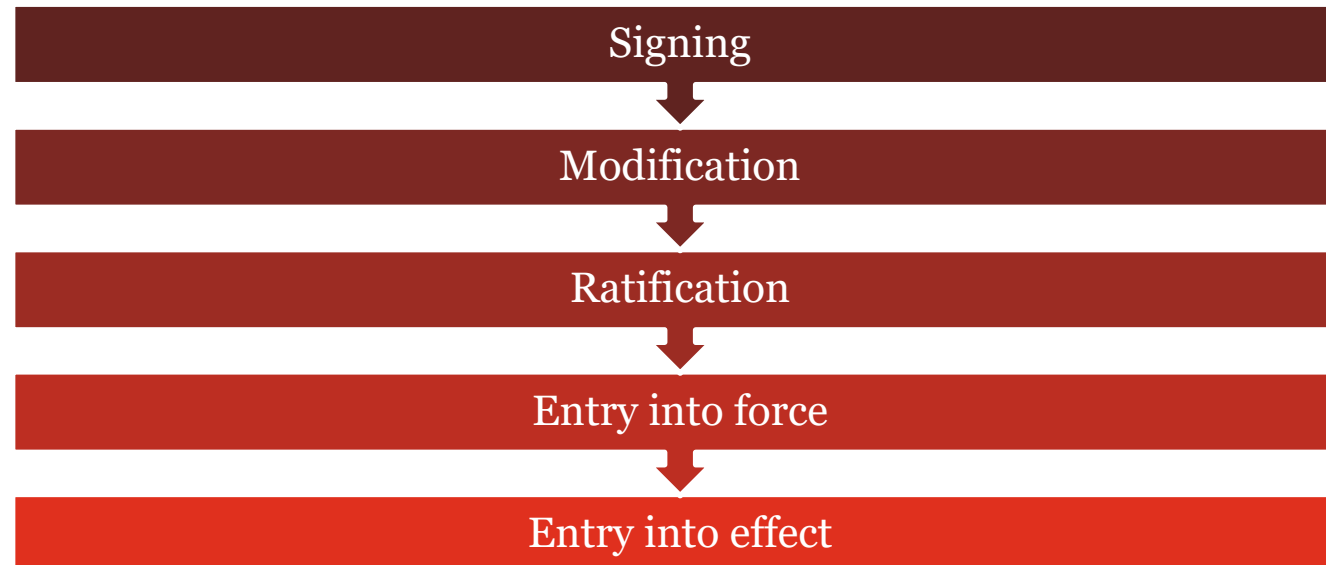 Signing
Modification
Ratification
Entry into force
Entry into effect